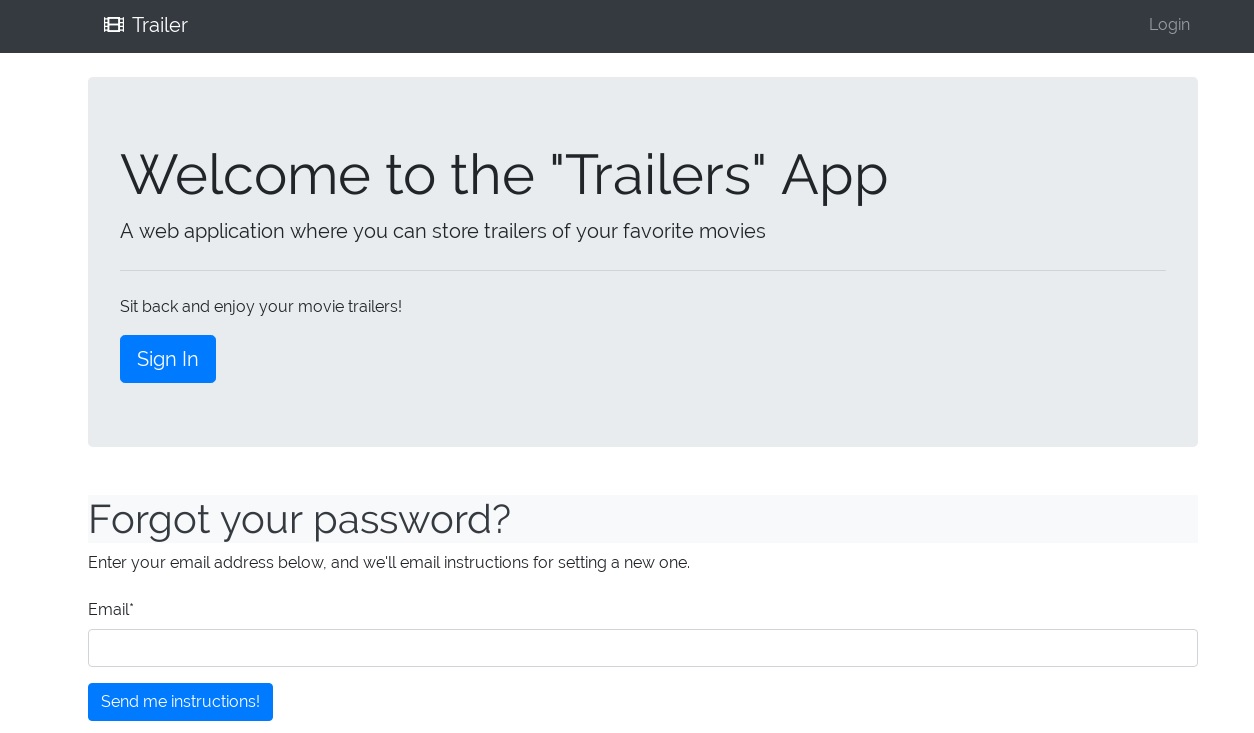 Trailer
Login
Welcome to the "Trailers" App
A web application where you can store trailers of your favorite movies
Sit back and enjoy your movie trailers!
Sign In
Forgot your password?
Enter your email address below, and we'll email instructions for setting a new one.
Email*
Send me instructions!